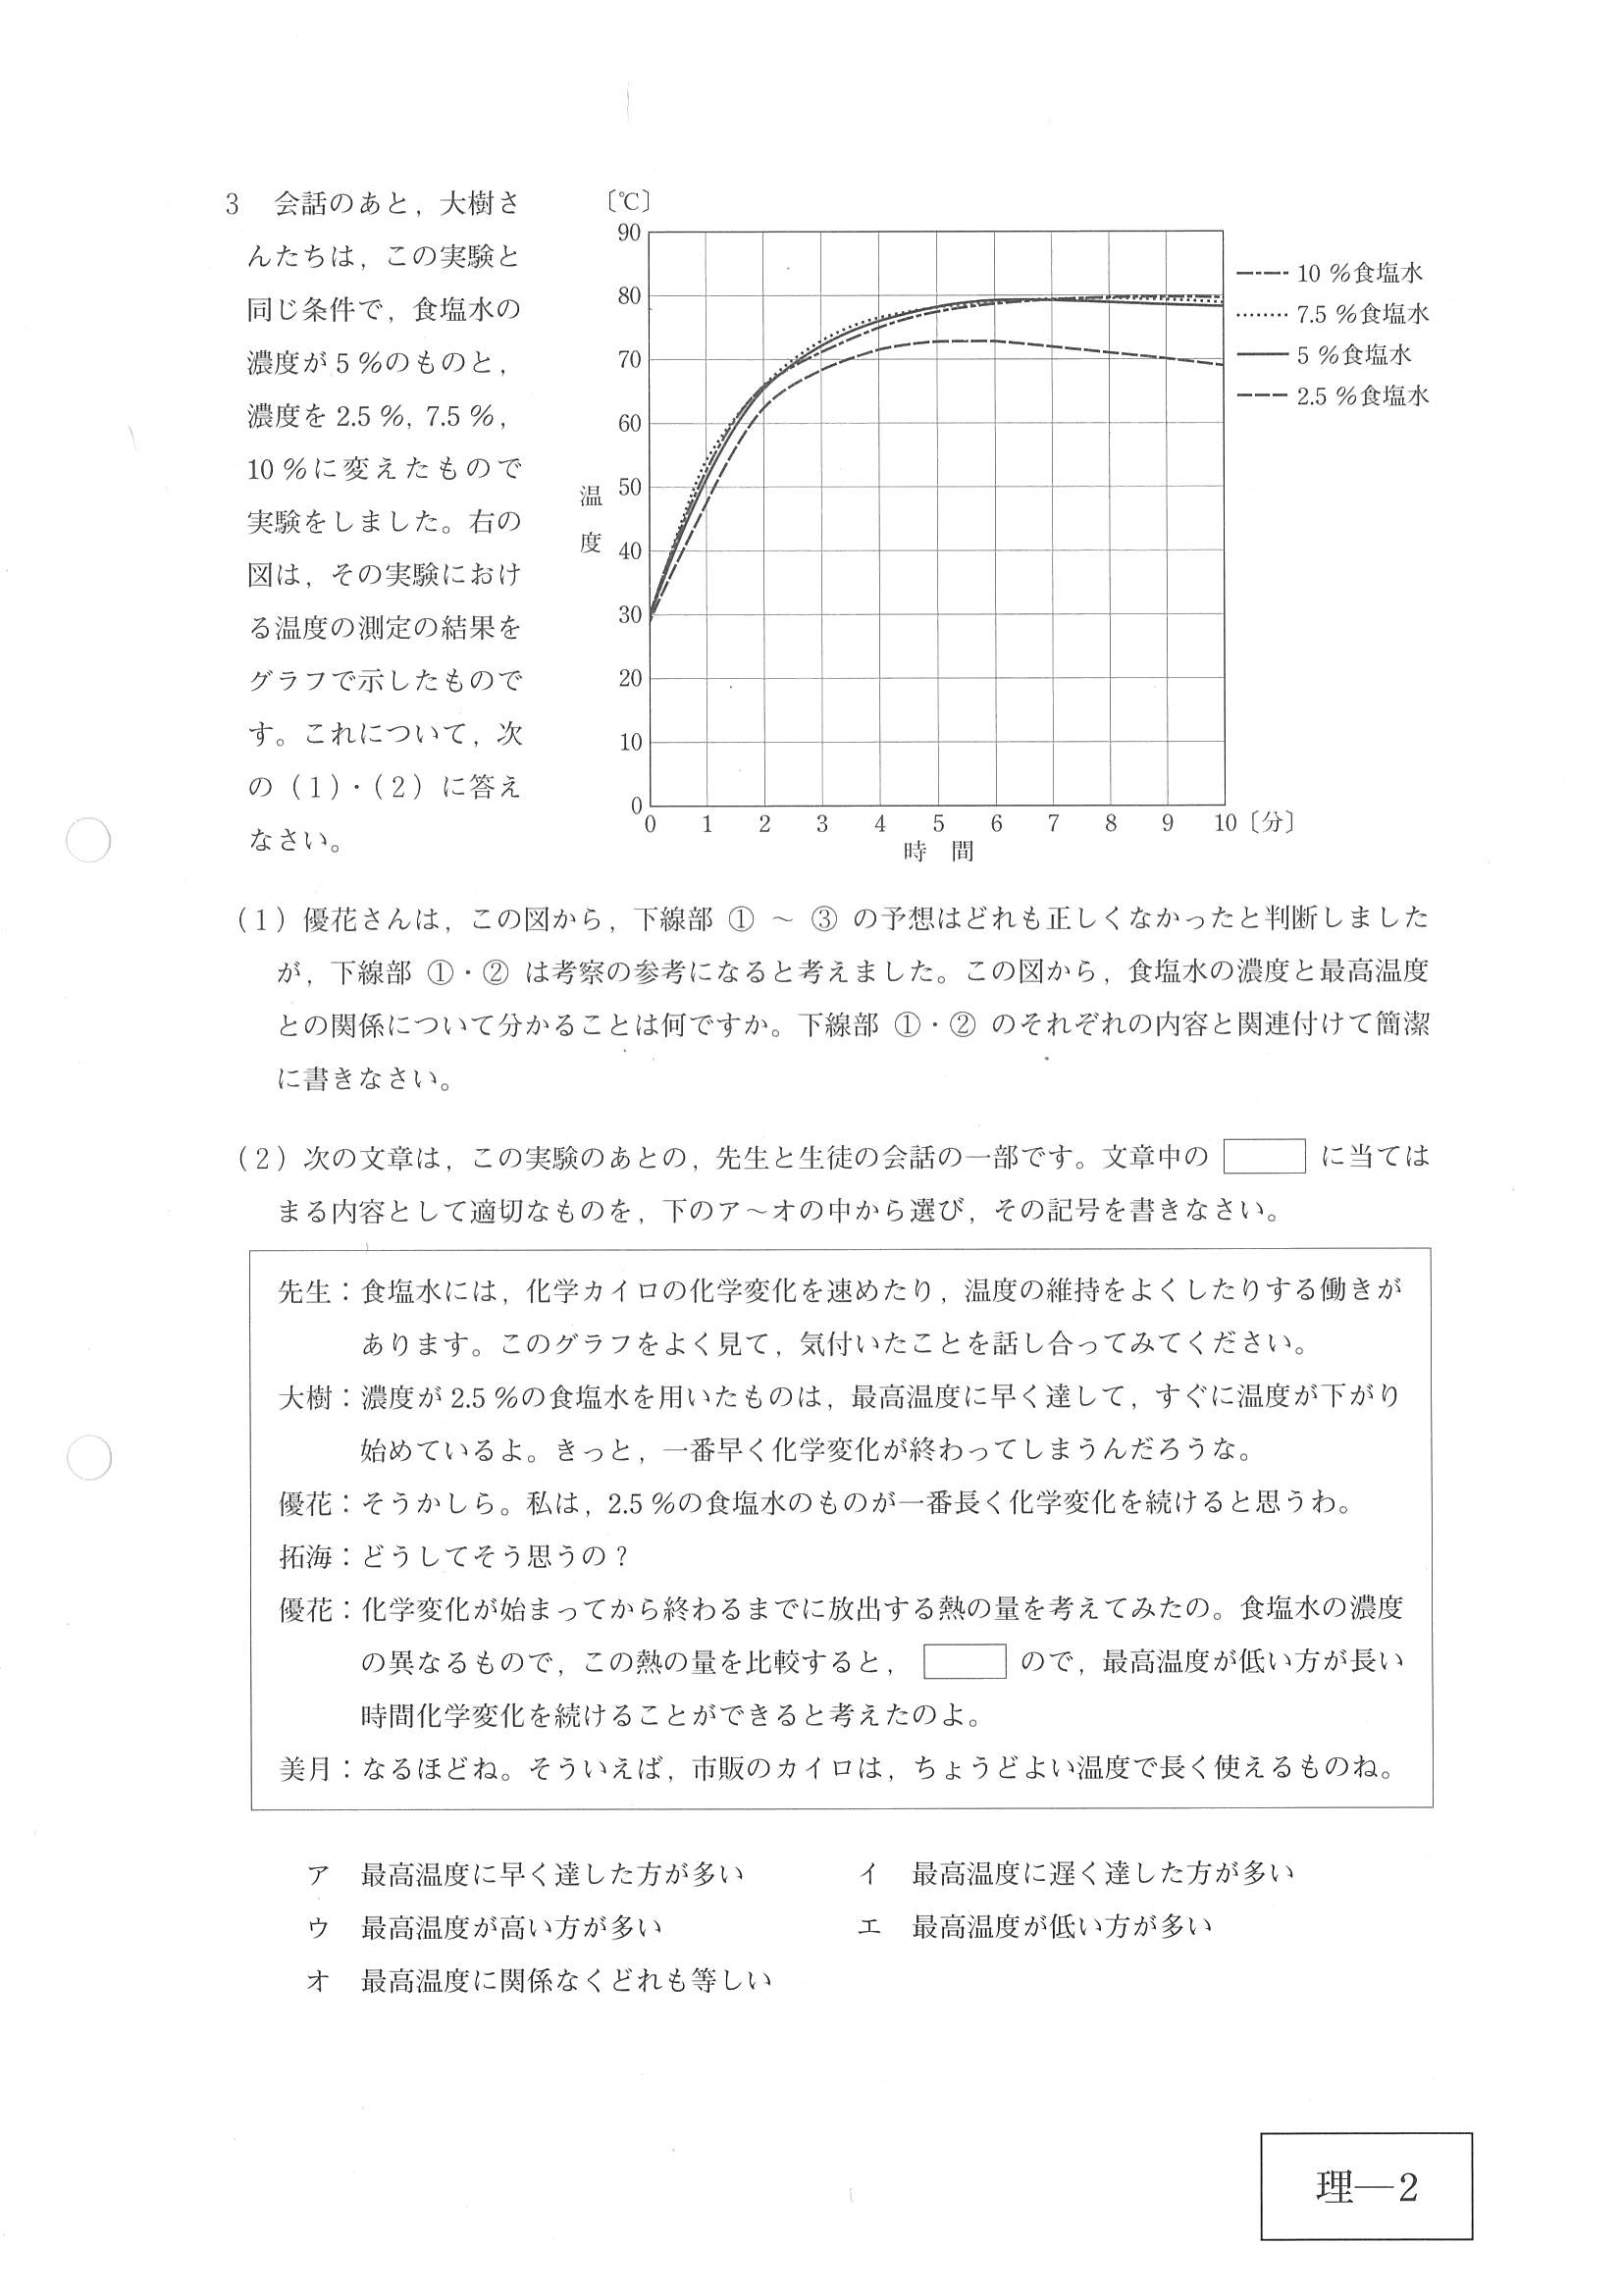 3　会話のあと，大樹さ
んたちは，この実験と
同じ条件で，食塩水の
濃度が5％のものと，
濃度を2.5％, 7.5％，
10％に変えたもので
実験をしました。右の
図は，その実験におけ
る温度の測定の結果を
グラフで示したもので
す。これについて，次
の（1）・（2）に答え
なさい。
〔℃〕
90
80
70
60
50
40
30
20
10
0
温度
0 1 2 3 4 5 6 7 8 9 10〔分〕
時　間
10 ％食塩水
7.5 ％食塩水
5 ％食塩水
2.5 ％食塩水
（1）優花さんは，この図から，下線部 ① ～ ③ の予想はどれも正しくなかったと判断しました
が，下線部 ①・② は考察の参考になると考えました。この図から，食塩水の濃度と最高温度
との関係について分かることは何ですか。下線部 ①・② のそれぞれの内容と関連付けて簡潔
に書きなさい。
（2）次の文章は，この実験のあとの，先生と生徒の会話の一部です。文章中の　　　に当ては
まる内容として適切なものを，下のア～オの中から選び，その記号を書きなさい。
先生：食塩水には，化学カイロの化学変化を速めたり，温度の維持をよくしたりする働きが
あります。このグラフをよく見て，気付いたことを話し合ってみてください。
大樹：濃度が2.5％の食塩水を用いたものは，最高温度に早く達して，すぐに温度が下がり
始めているよ。きっと，一番早く化学変化が終わってしまうんだろうな。
優花：そうかしら。私は，2.5％の食塩水のものが一番長く化学変化を続けると思うわ。
拓海：どうしてそう思うの？
優花：化学変化が始まってから終わるまでに放出する熱の量を考えてみたの。食塩水の濃度
の異なるもので，この熱の量を比較すると，　　　ので，最高温度が低い方が長い
時間化学変化を続けることができると考えたのよ。
美月：なるほどね。そういえば，市販のカイロは，ちょうどよい温度で長く使えるものね。
ア　最高温度に早く達した方が多い　　イ　最高温度に遅く達した方が多い
ウ　最高温度が高い方が多い　　エ　最高温度が低い方が多い
オ　最高温度に関係なくどれも等しい
理―2